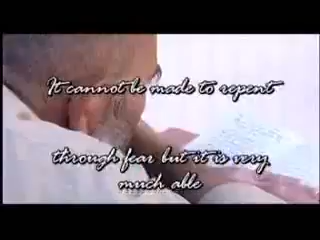 It cannot be made to repent
through fear but it is very
much able